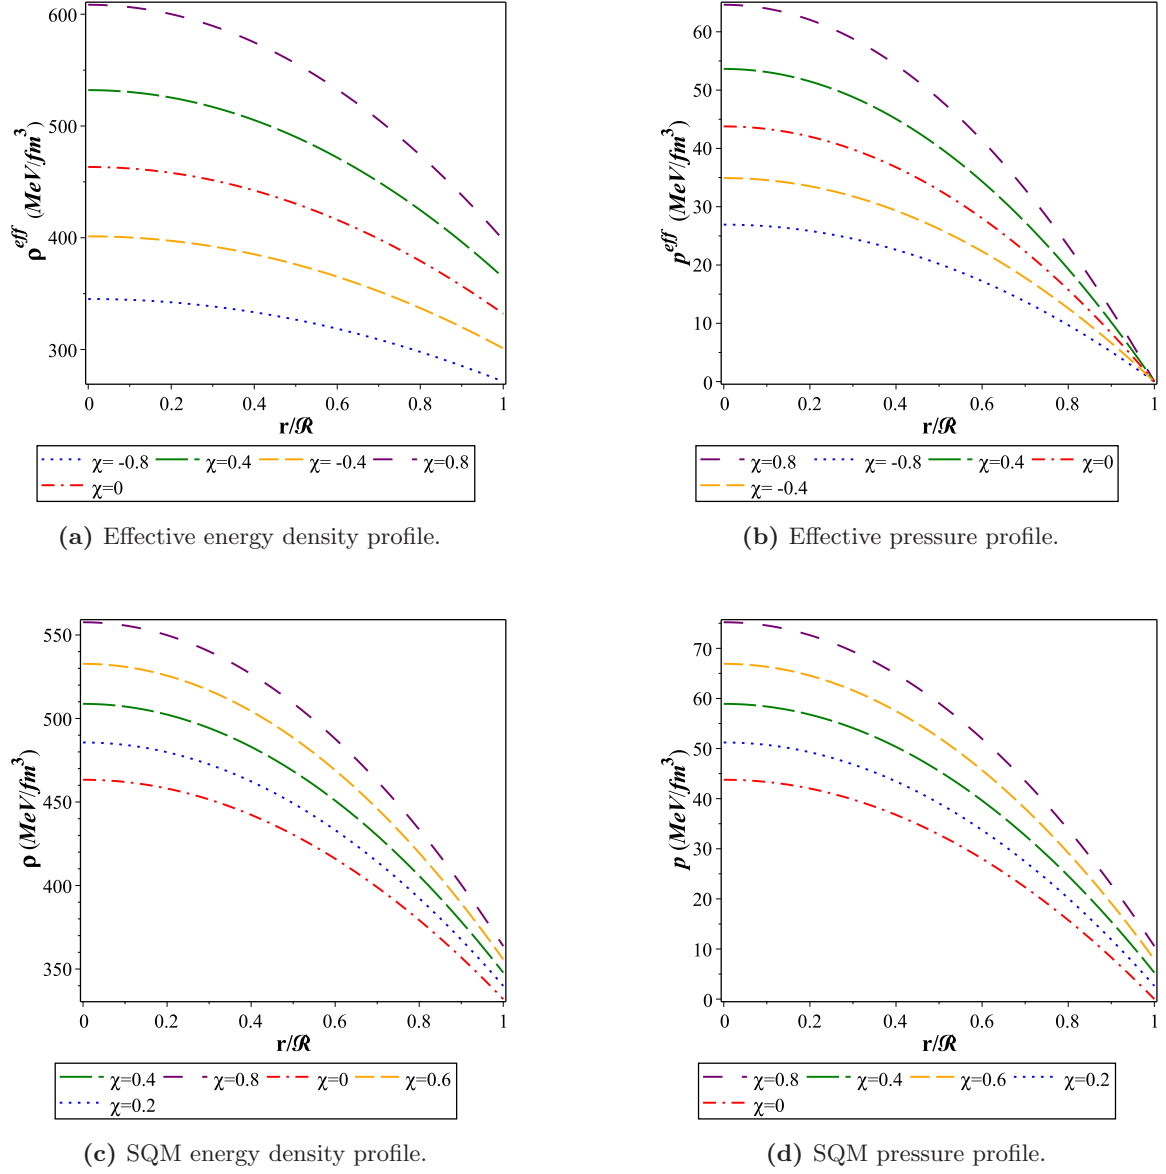 600
500
400
300
ρ^eff (MeV/fm^3)
0 0.2 0.4 0.6 0.8 1
r/ℛ
χ= -0.8 χ=0.4 χ= -0.4 χ=0.8
χ=0
(a) Effective energy density profile.
60
50
40
30
20
10
0
p^eff (MeV/fm^3)
0 0.2 0.4 0.6 0.8 1
r/ℛ
χ=0.8 χ= -0.8 χ=0.4 χ=0
χ= -0.4
(b) Effective pressure profile.
550
500
450
400
350
ρ (MeV/fm^3)
0 0.2 0.4 0.6 0.8 1
r/ℛ
χ=0.4 χ=0.8 χ=0 χ=0.6
χ=0.2
(c) SQM energy density profile.
70
60
50
40
30
20
10
0
p (MeV/fm^3)
0 0.2 0.4 0.6 0.8 1
r/ℛ
χ=0.8 χ=0.4 χ=0.6 χ=0.2
χ=0
(d) SQM pressure profile.